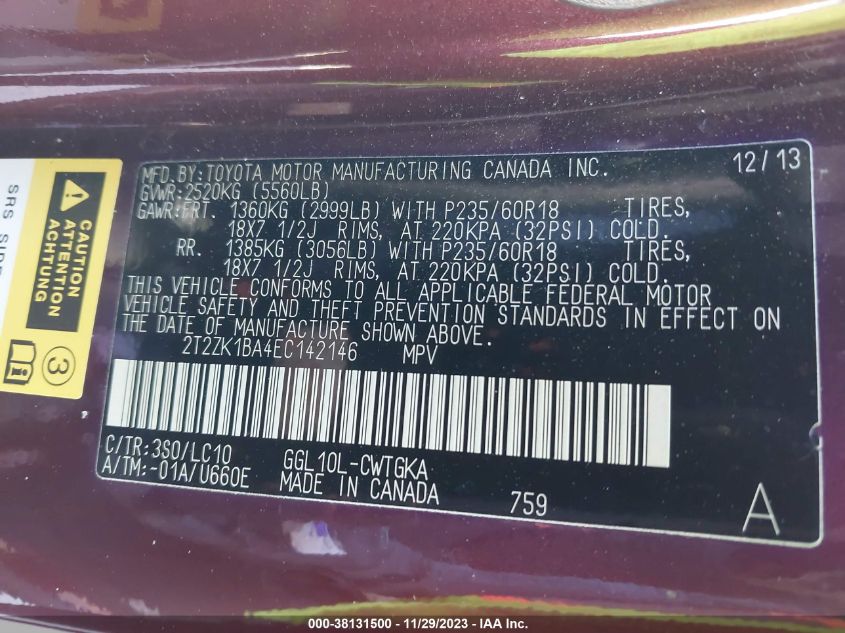 MFD.BY:TOYOTA MOTOR MANUFACTURING CANADA INC. 12/13
GVWR:2520KG (5560LB)
GAWR:FRT. 1360KG (2999LB) WITH P235/60R18 TIRES,
18X7 1/2J RIMS, AT 220KPA (32PSI) COLD.
RR. 1385KG (3056LB) WITH P235/60R18 TIRES,
18X7 1/2J RIMS, AT 220KPA (32PSI) COLD.
THIS VEHICLE CONFORMS TO ALL APPLICABLE FEDERAL MOTOR
VEHICLE SAFETY AND THEFT PREVENTION STANDARDS IN EFFECT ON
THE DATE OF MANUFACTURE SHOWN ABOVE.
2T2ZK1BA4EC142146 MPV
C/TR:3S0/LC10 GGL10L-CWTGKA
A/TM:-01A/U660E MADE IN CANADA 759 A
CAUTION
ATTENTION
ACHTUNG
SRS SIDE
3
000-38131500 - 11/29/2023 - IAA Inc.